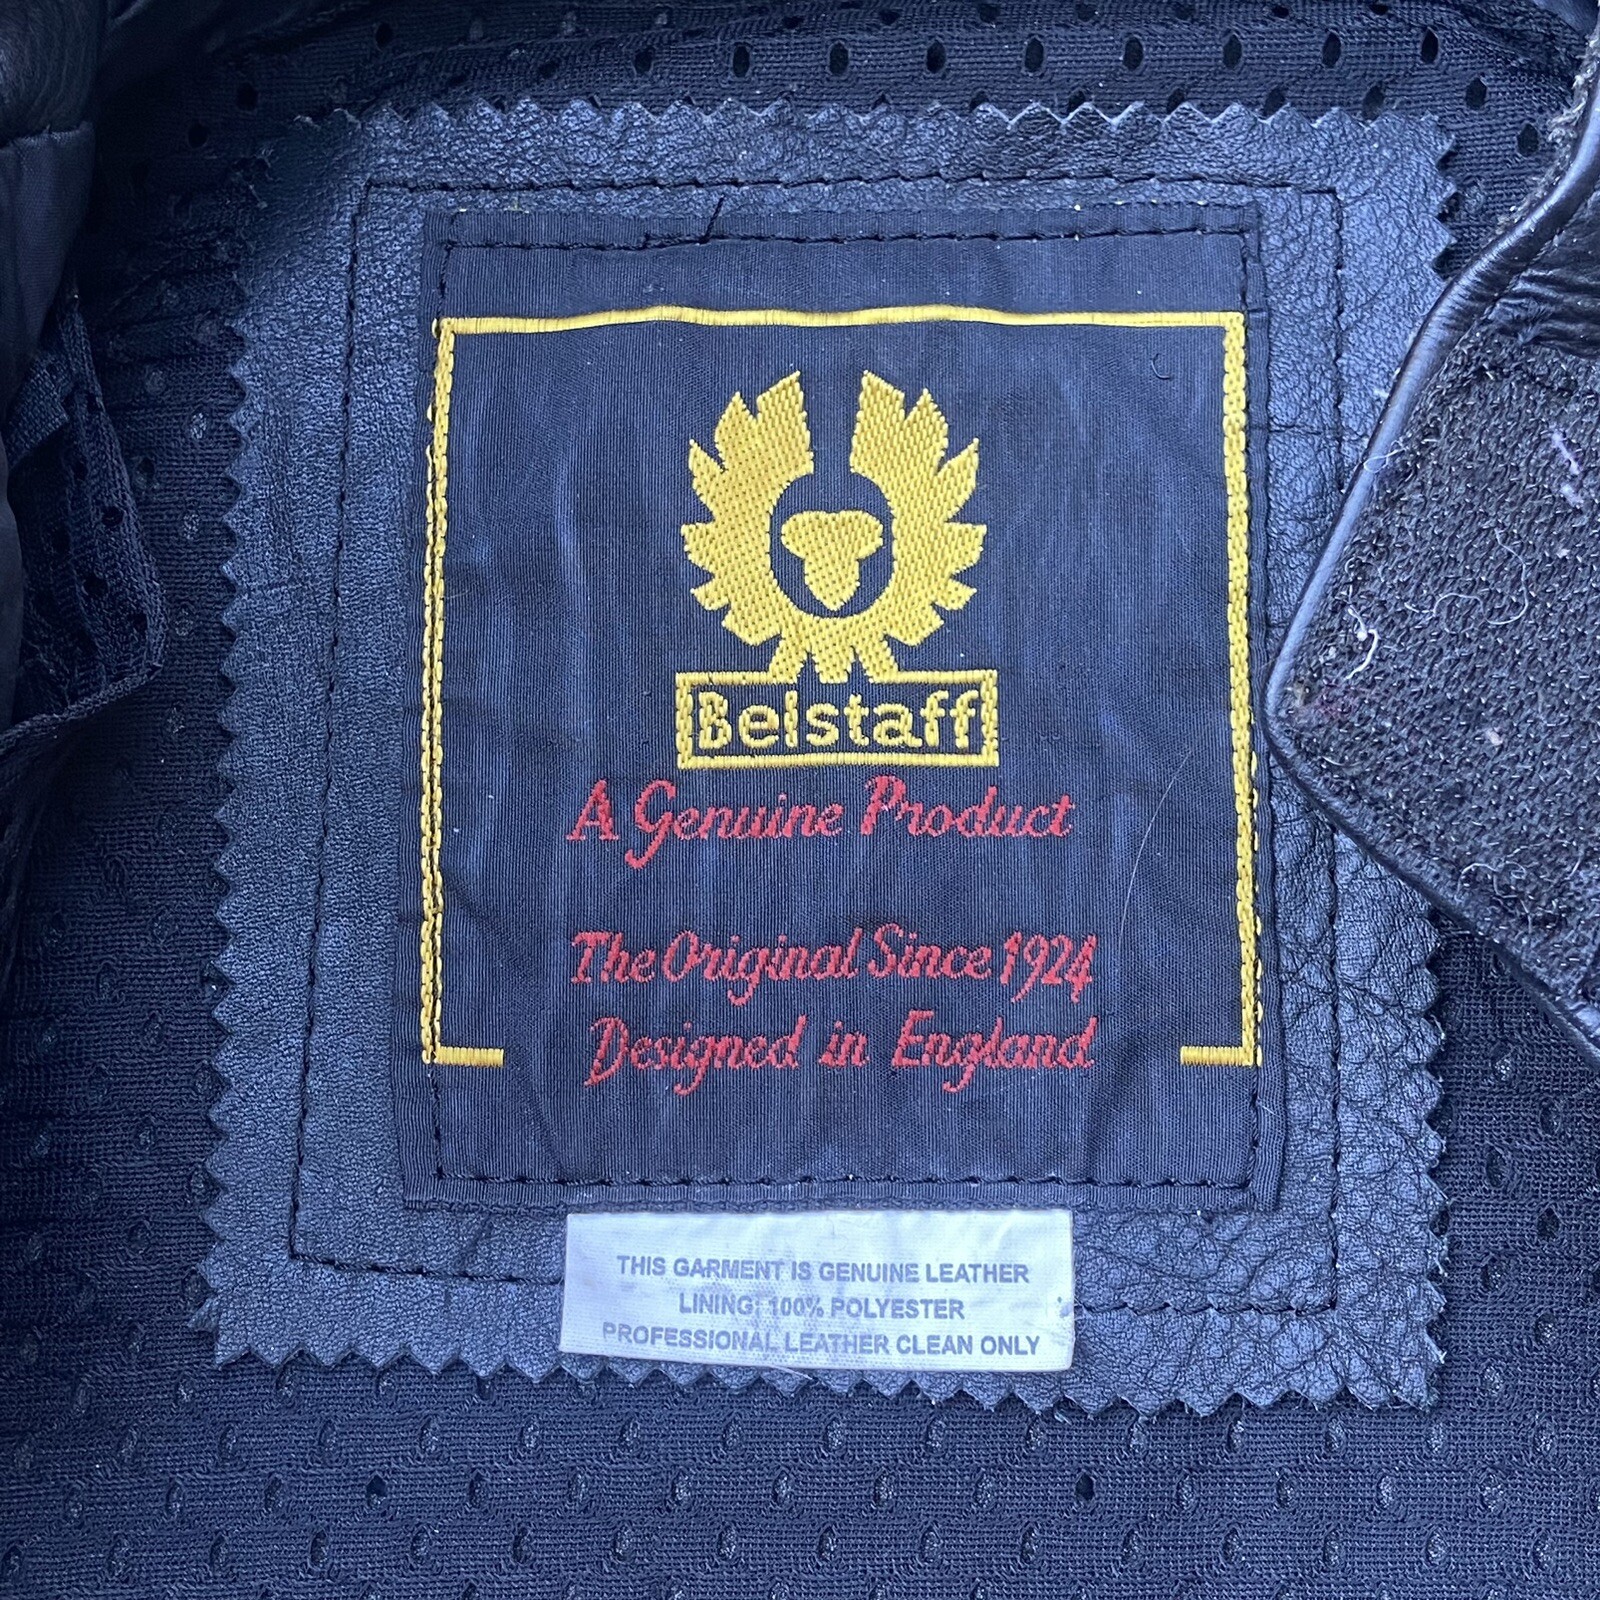 Belstaff
A Genuine Product
The Original Since 1924
Designed in England
THIS GARMENT IS GENUINE LEATHER
LINING; 100% POLYESTER
PROFESSIONAL LEATHER CLEAN ONLY